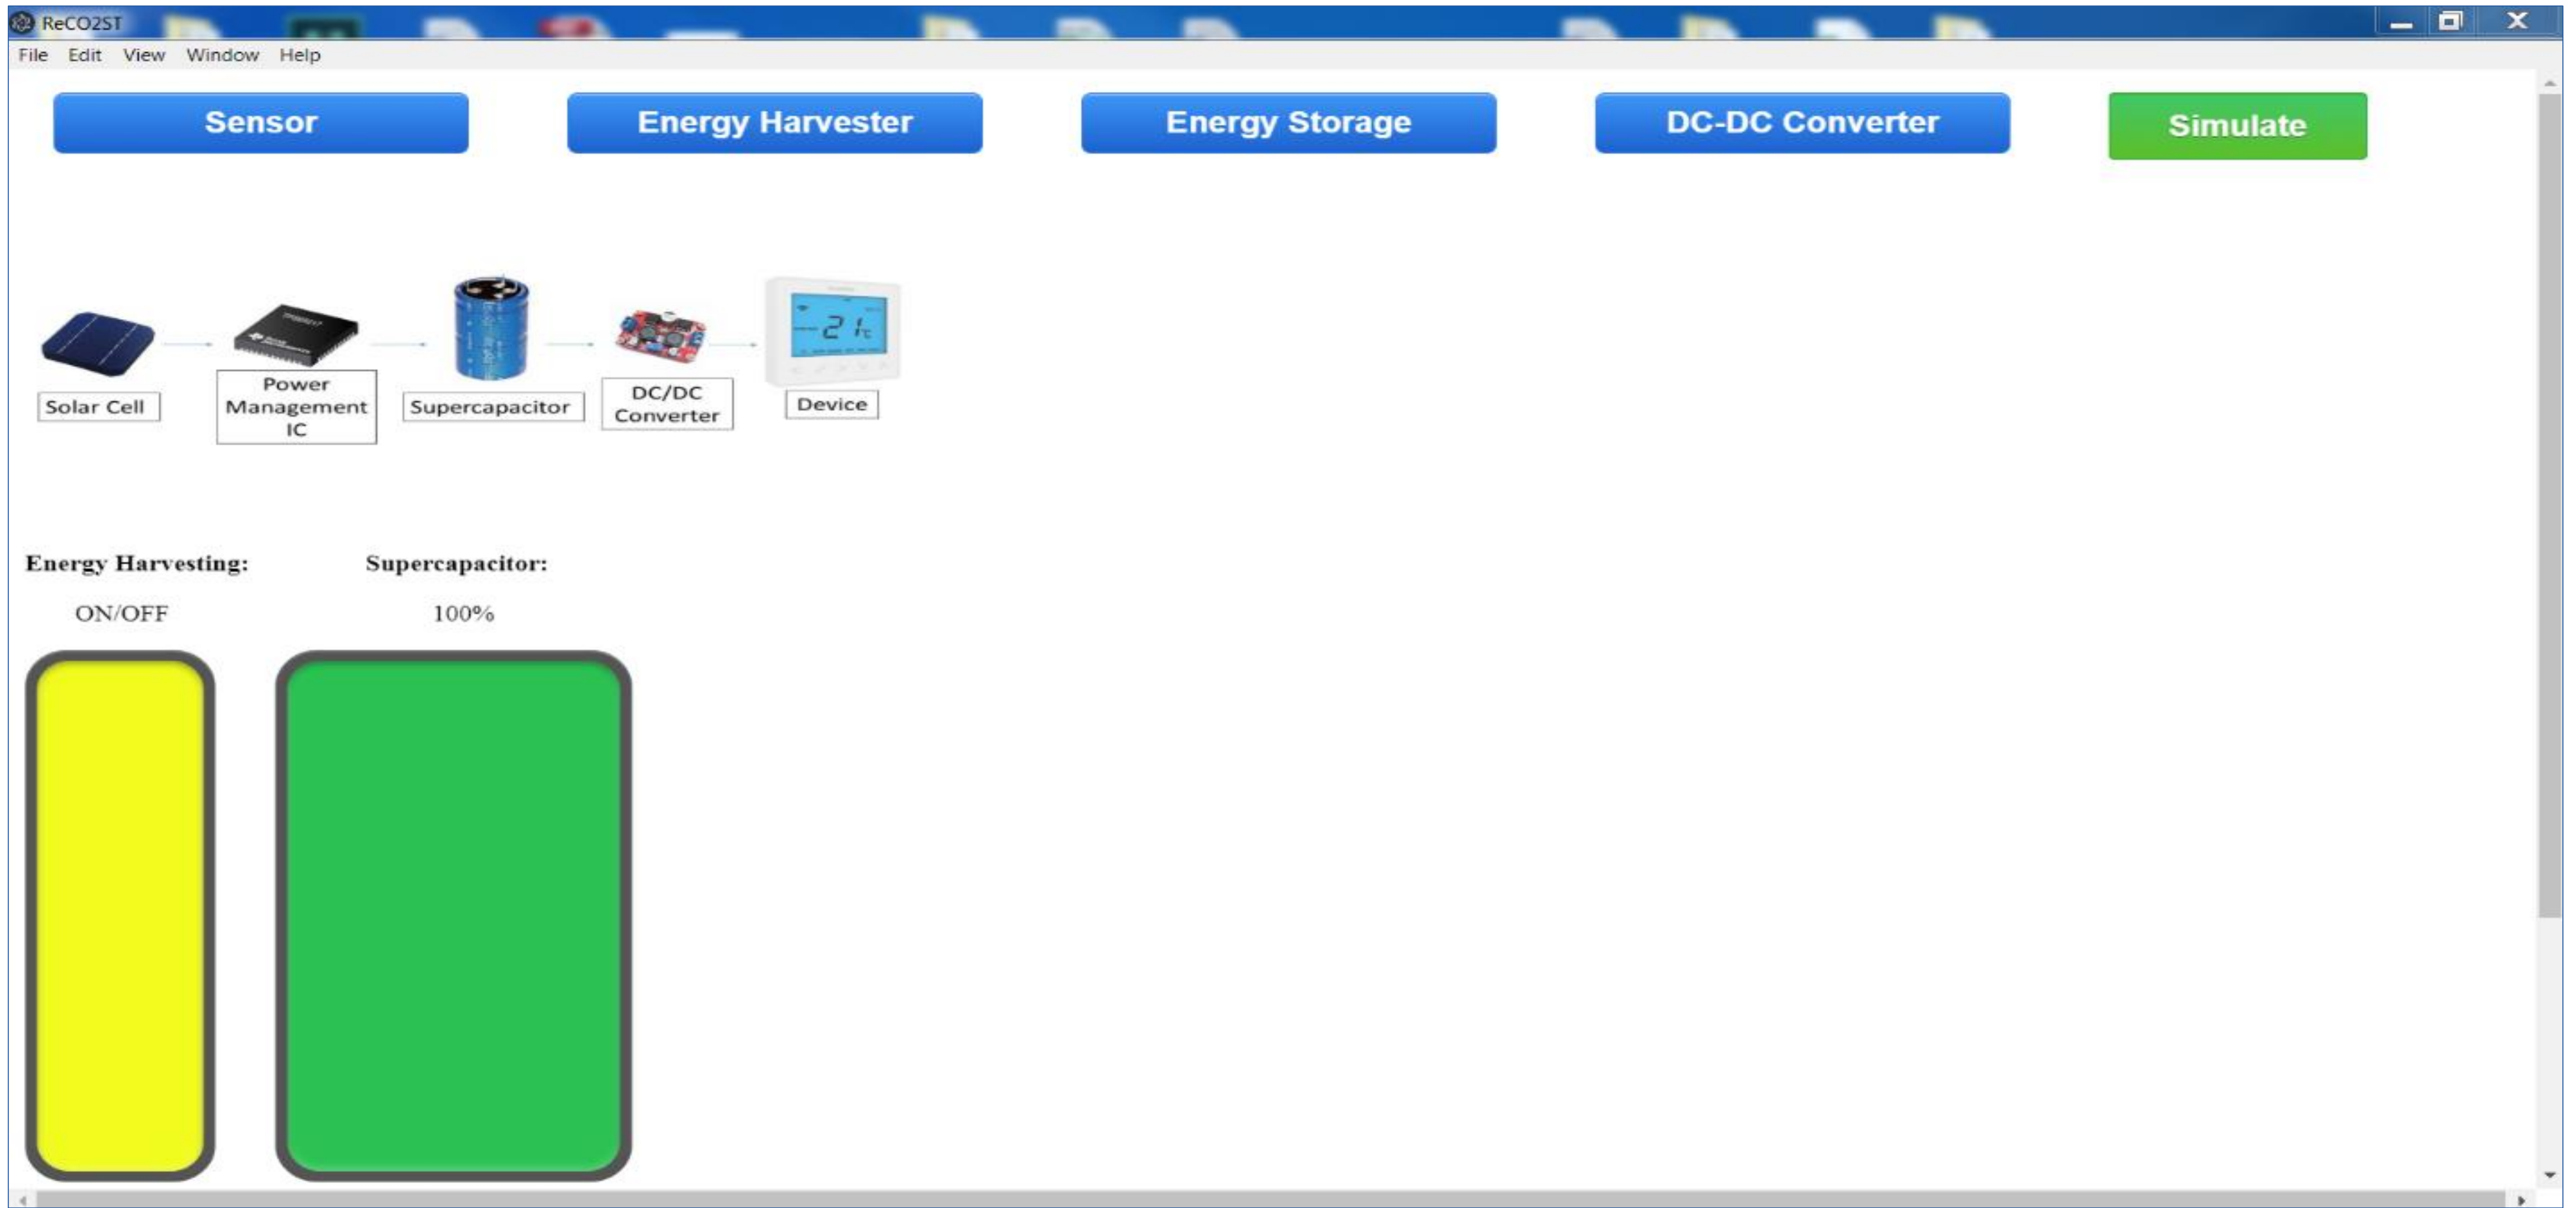 ReCO2ST
File Edit View Window Help
Sensor
Energy Harvester
Energy Storage
DC-DC Converter
Simulate
21°C
Solar Cell
Power
Management
IC
Supercapacitor
DC/DC
Converter
Device
Energy Harvesting:
Supercapacitor:
ON/OFF
100%